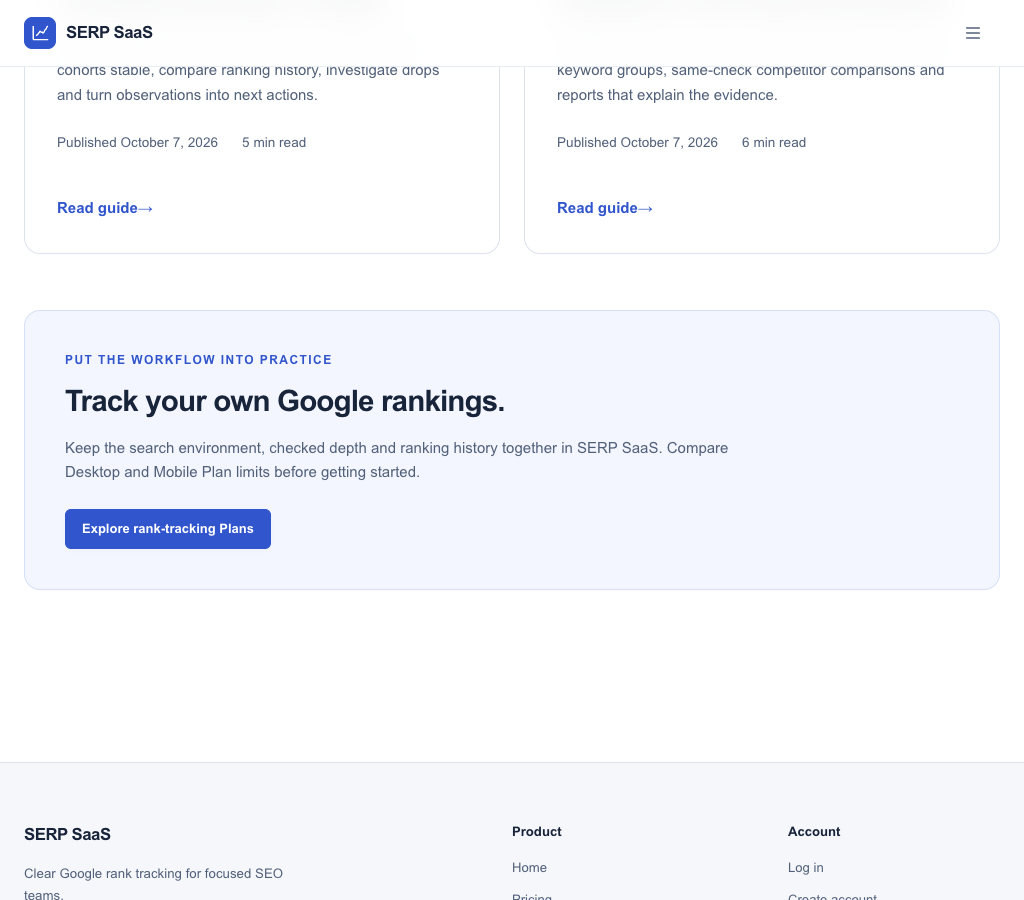 SERP SaaS
cohorts stable, compare ranking history, investigate drops
and turn observations into next actions.
Published October 7, 2026 5 min read
Read guide→
keyword groups, same-check competitor comparisons and
reports that explain the evidence.
Published October 7, 2026 6 min read
Read guide→
PUT THE WORKFLOW INTO PRACTICE
Track your own Google rankings.
Keep the search environment, checked depth and ranking history together in SERP SaaS. Compare
Desktop and Mobile Plan limits before getting started.
Explore rank-tracking Plans
SERP SaaS
Clear Google rank tracking for focused SEO
teams.
Product
Home
Pricing
Account
Log in
Create account